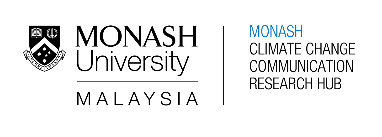 MONASH
University
MALAYSIA
MONASH
CLIMATE CHANGE
COMMUNICATION
RESEARCH HUB